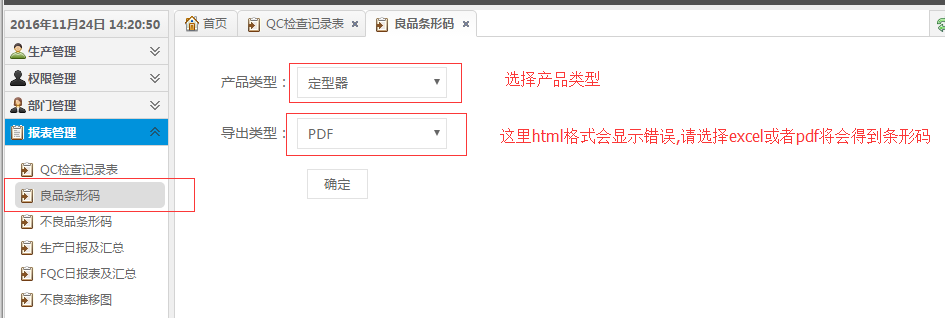 2016年11月24日 14:20:50
首页
QC检查记录表
良品条形码
生产管理
权限管理
部门管理
报表管理
QC检查记录表
良品条形码
不良品条形码
生产日报及汇总
FQC日报表及汇总
不良率推移图
产品类型：
定型器
选择产品类型
导出类型：
PDF
这里html格式会显示错误,请选择excel或者pdf将会得到条形码
确定